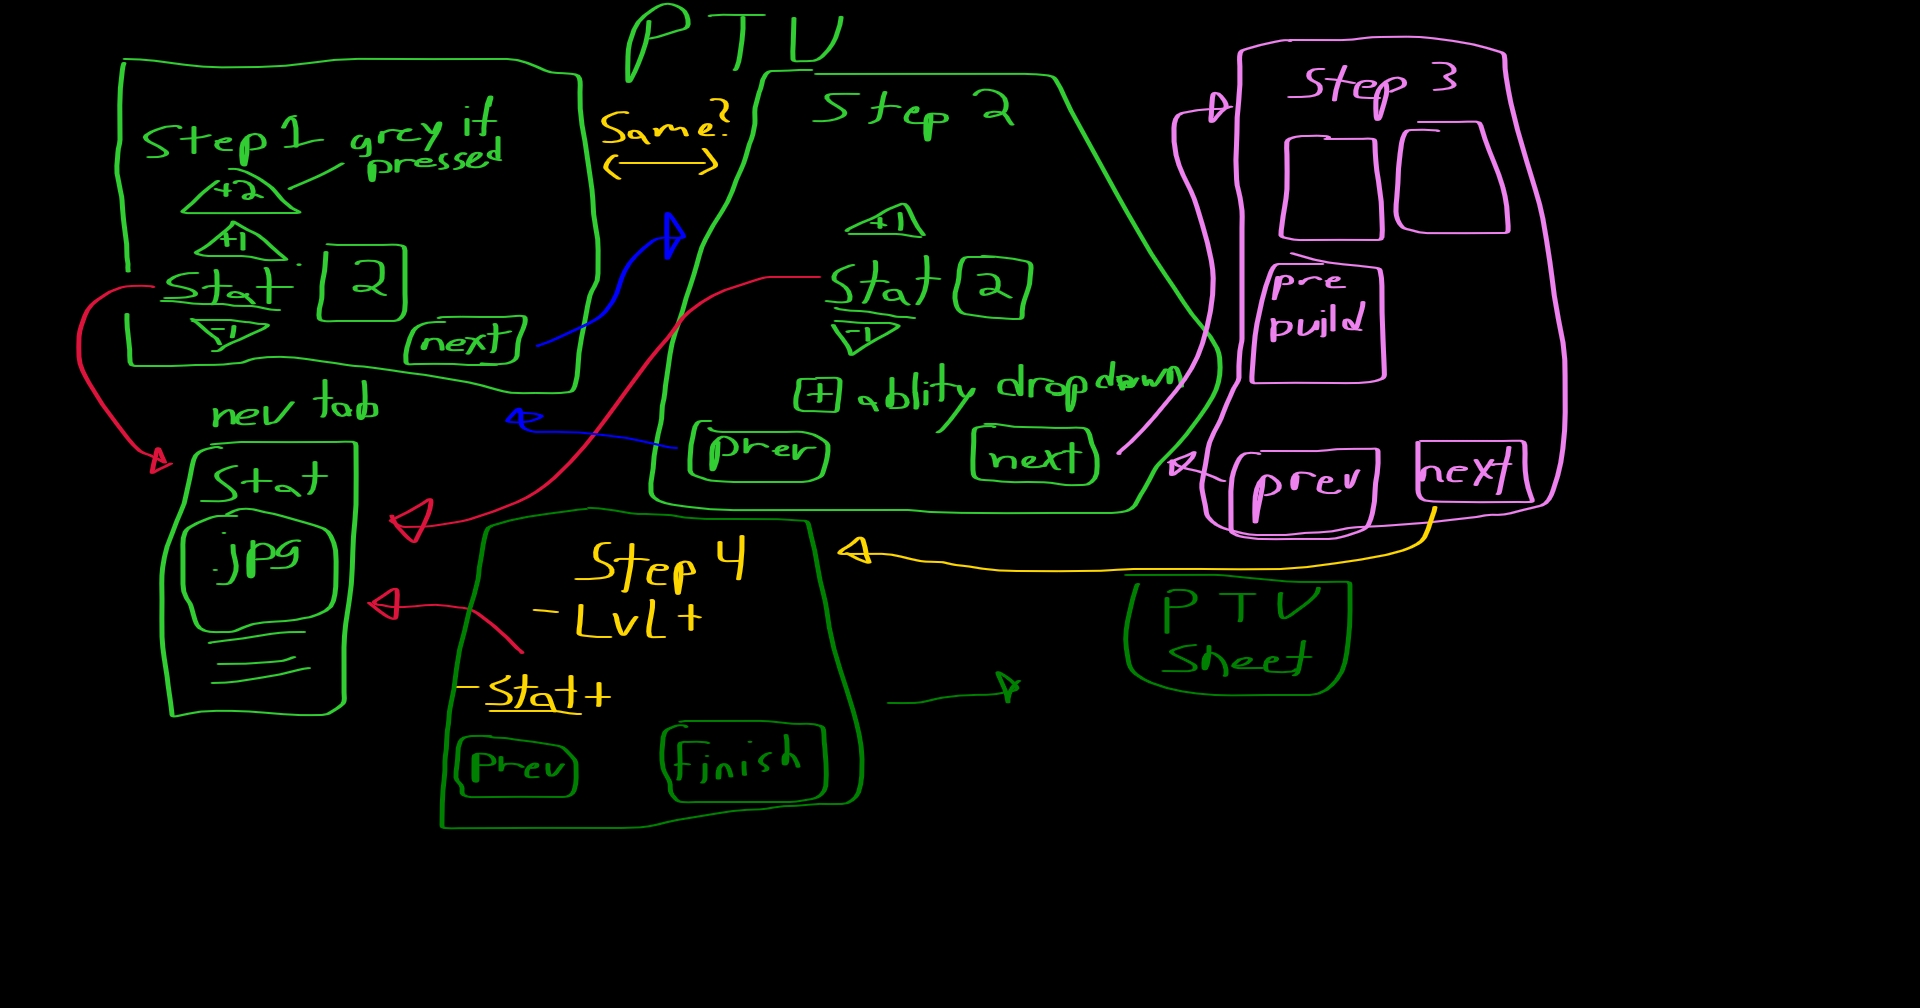 PTU
Step 1 grey if
pressed
+2
+1
Stat 2
-1
next
Same?
Step 2
+1
Stat 2
-1
+ ablity dropdown
prev
next
Step 3
pre
build
prev
next
new tab
Stat
.jpg
Step 4
- LvL +
- Stat +
prev
finish
PTU
Sheet